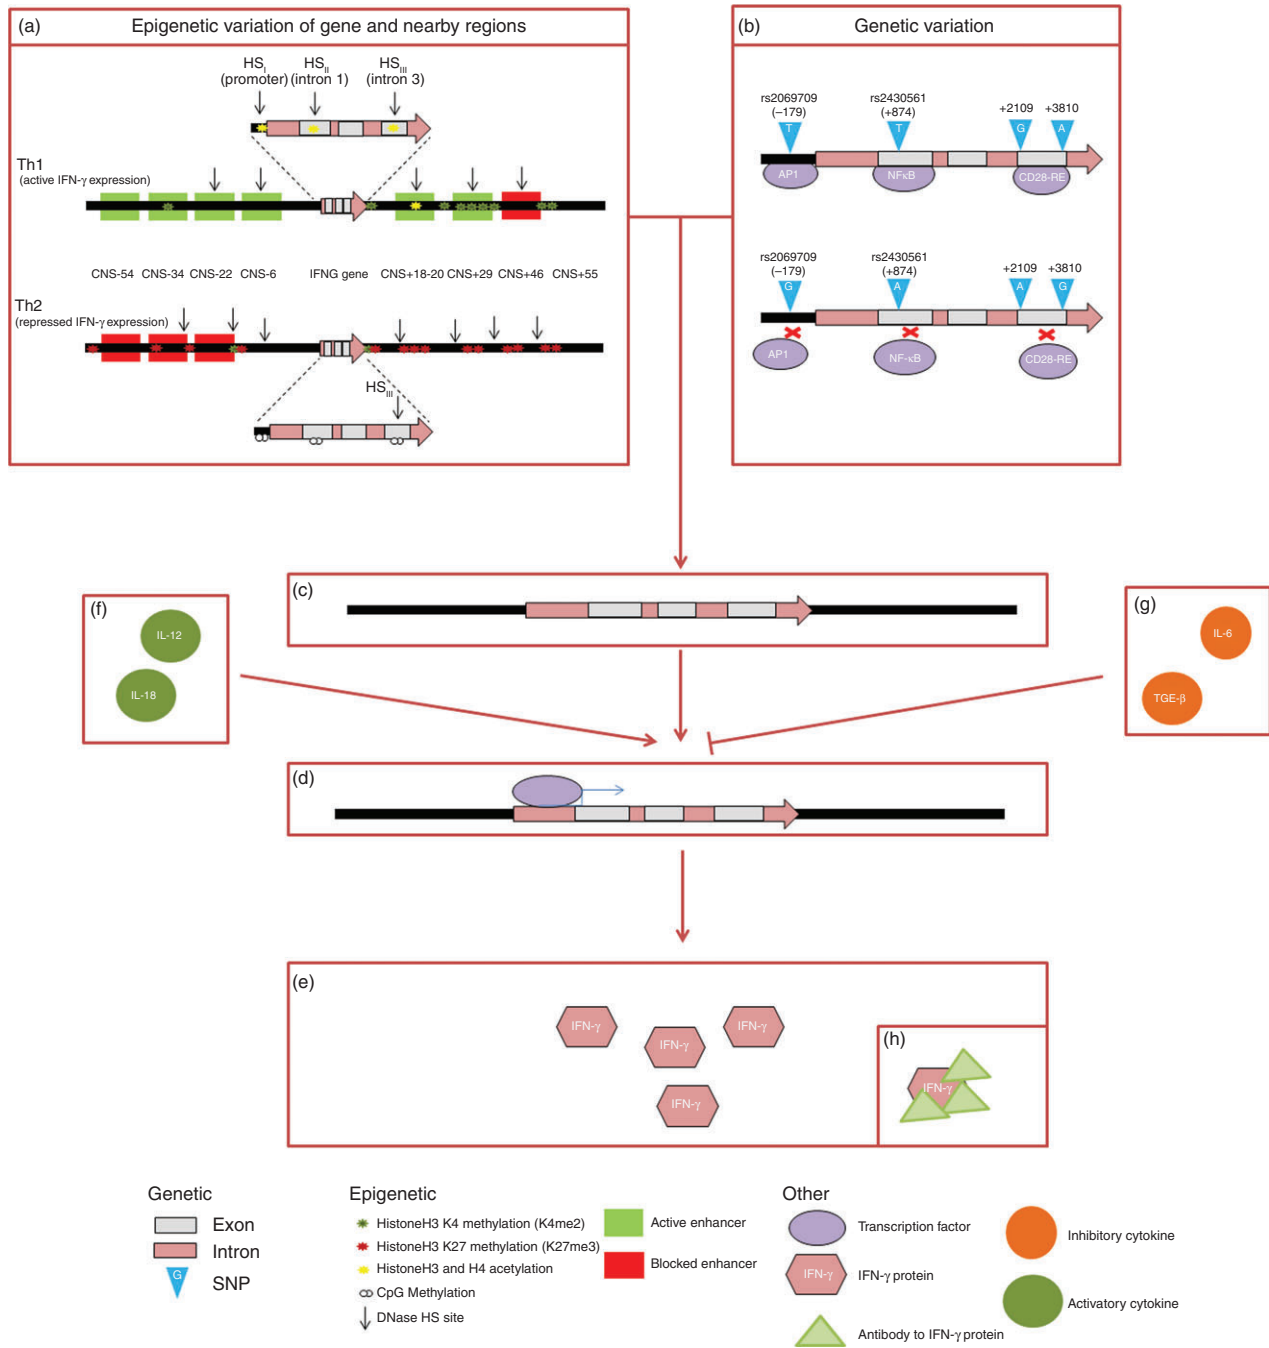 (a) Epigenetic variation of gene and nearby regions
HS_I HS_II HS_III
(promoter) (intron 1) (intron 3)
Th1
(active IFN-γ expression)
CNS-54 CNS-34 CNS-22 CNS-6 IFNG gene CNS+18-20 CNS+29 CNS+46 CNS+55
Th2
(repressed IFN-γ expression)
HS_III
(b) Genetic variation
rs2069709 rs2430561 +2109 +3810
(–179) (+874)
T T G A
AP1 NFκB CD28-RE
rs2069709 rs2430561 +2109 +3810
(–179) (+874)
G A A G
AP1 NF-κB CD28-RE
(c)
(f)
IL-12
IL-18
(g)
IL-6
TGE-β
(d)
(e)
IFN-γ
IFN-γ
IFN-γ
IFN-γ
(h)
IFN-γ
Genetic
Exon
Intron
G SNP
Epigenetic
HistoneH3 K4 methylation (K4me2)
HistoneH3 K27 methylation (K27me3)
HistoneH3 and H4 acetylation
CpG Methylation
DNase HS site
Active enhancer
Blocked enhancer
Other
Transcription factor
IFN-γ IFN-γ protein
Antibody to IFN-γ protein
Inhibitory cytokine
Activatory cytokine